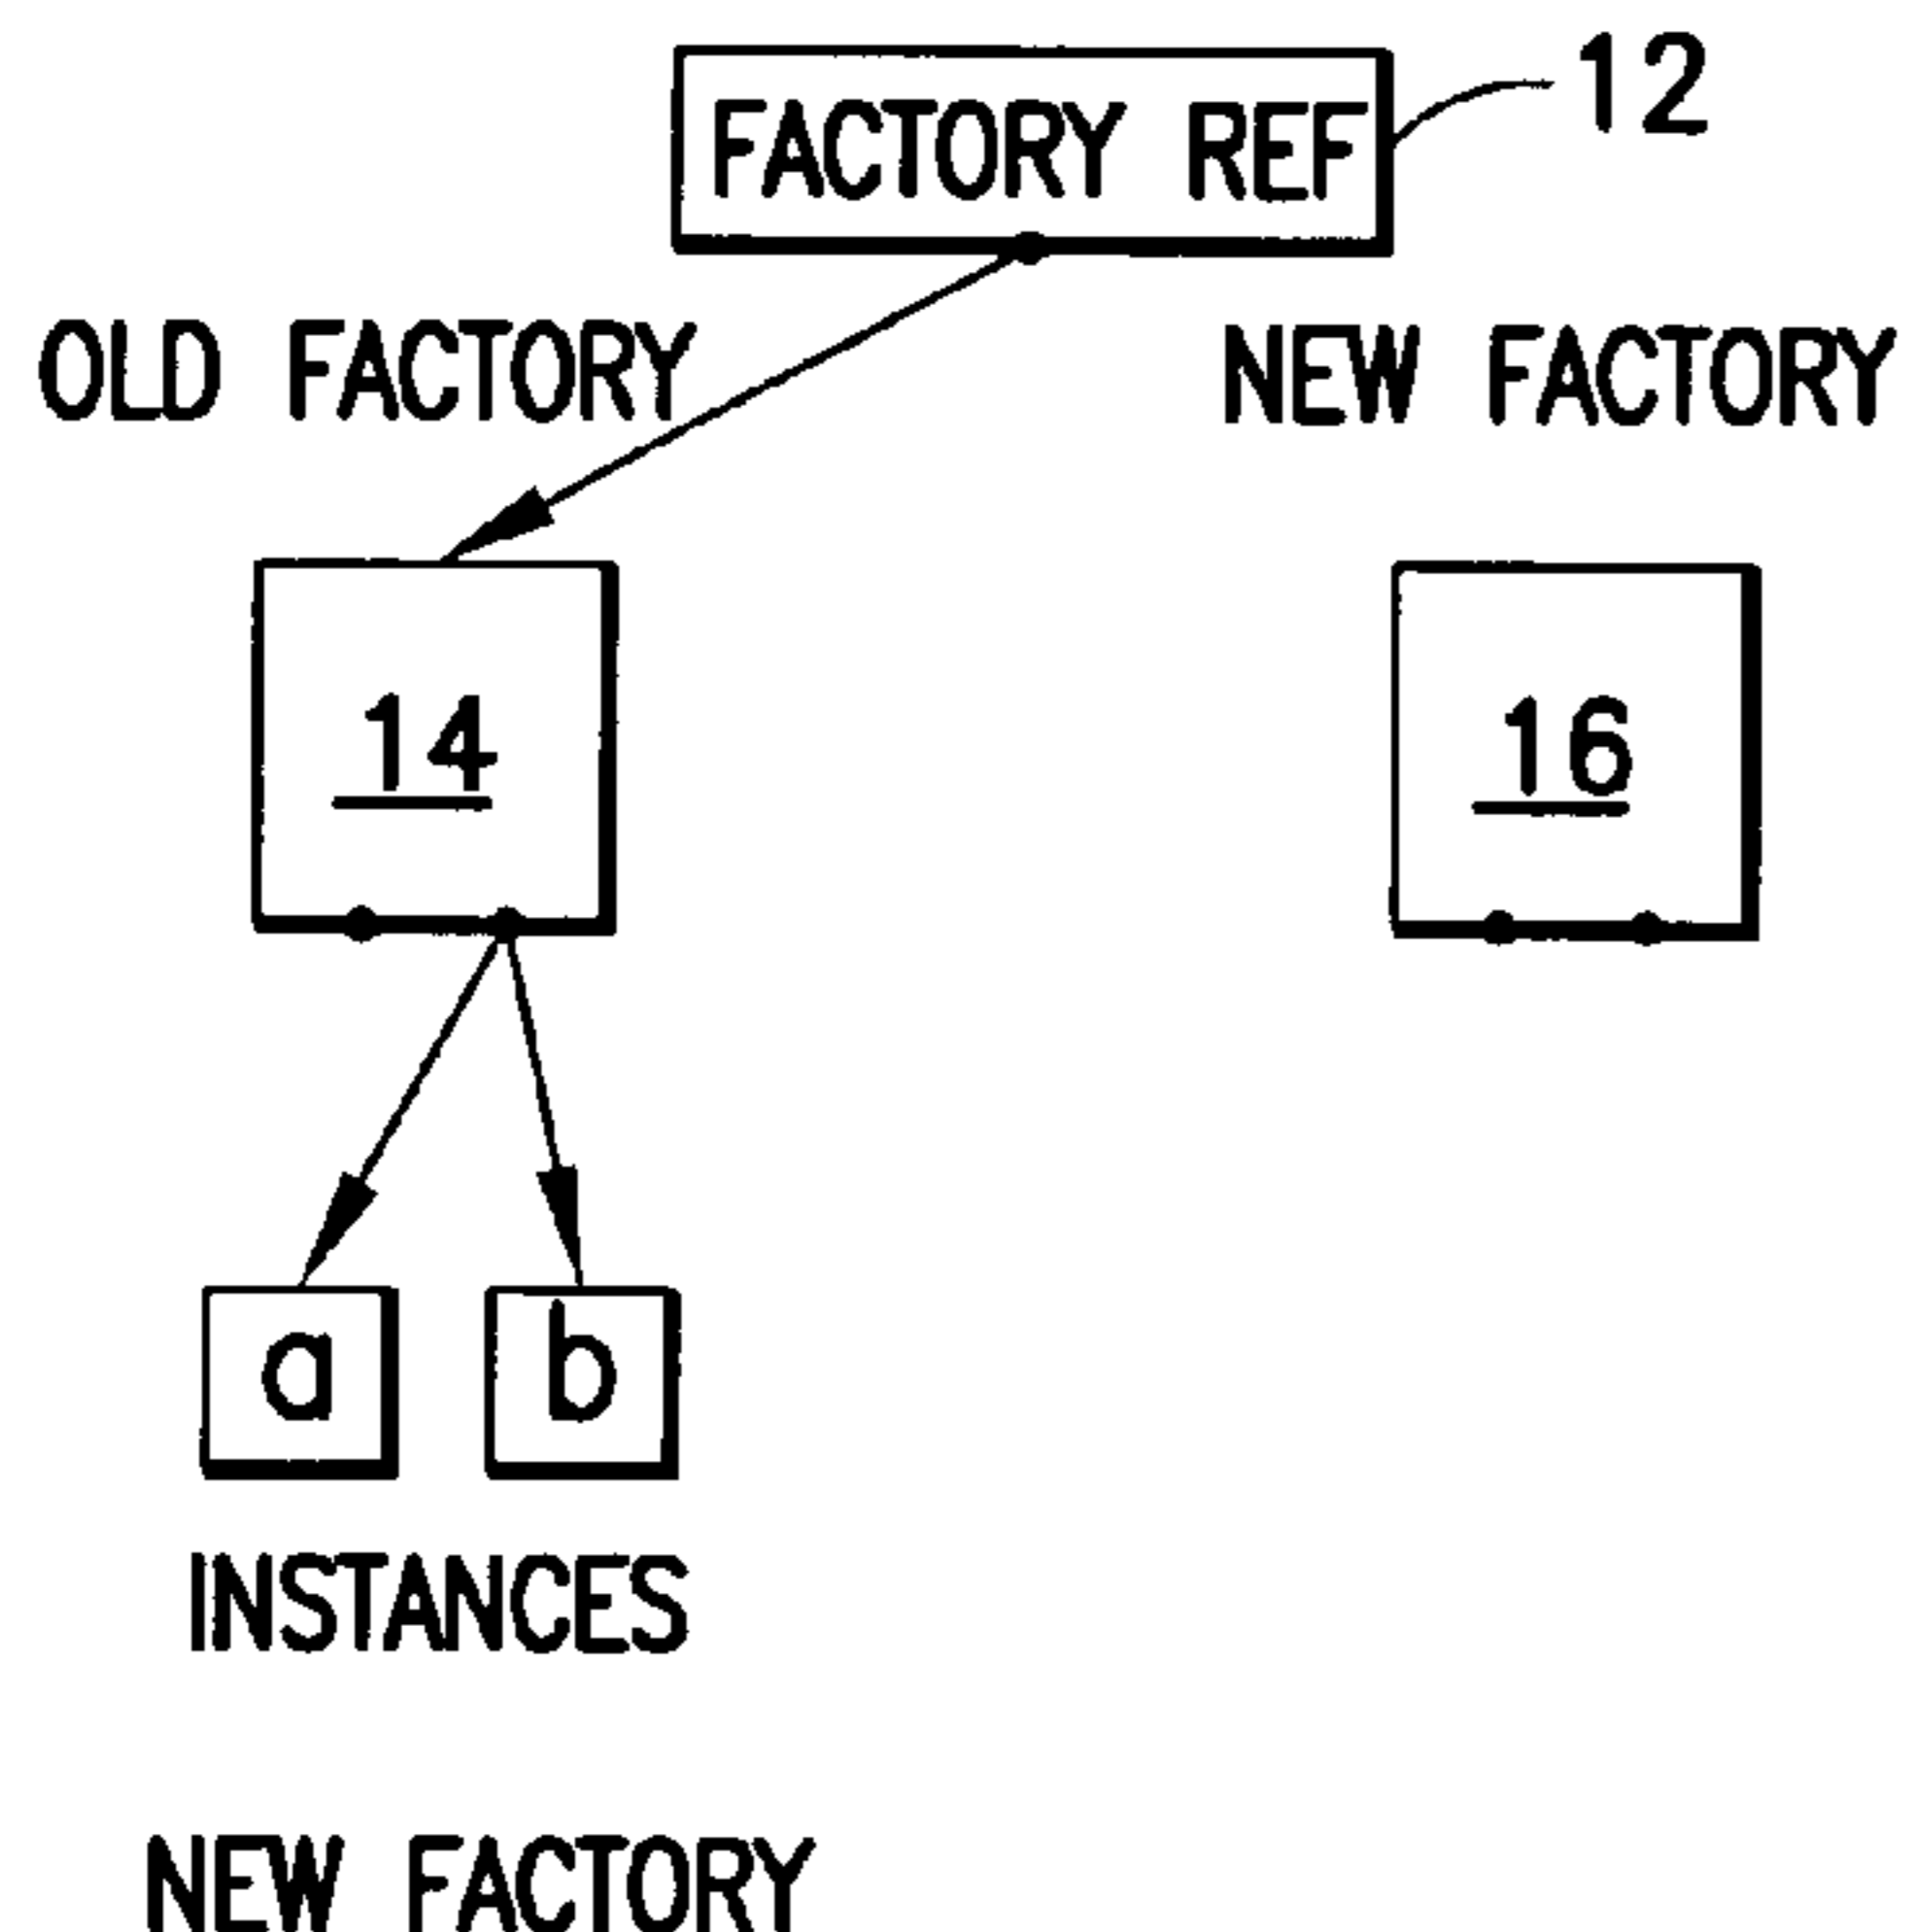 FACTORY REF
12
OLD FACTORY
NEW FACTORY
14
16
a
b
INSTANCES
NEW FACTORY